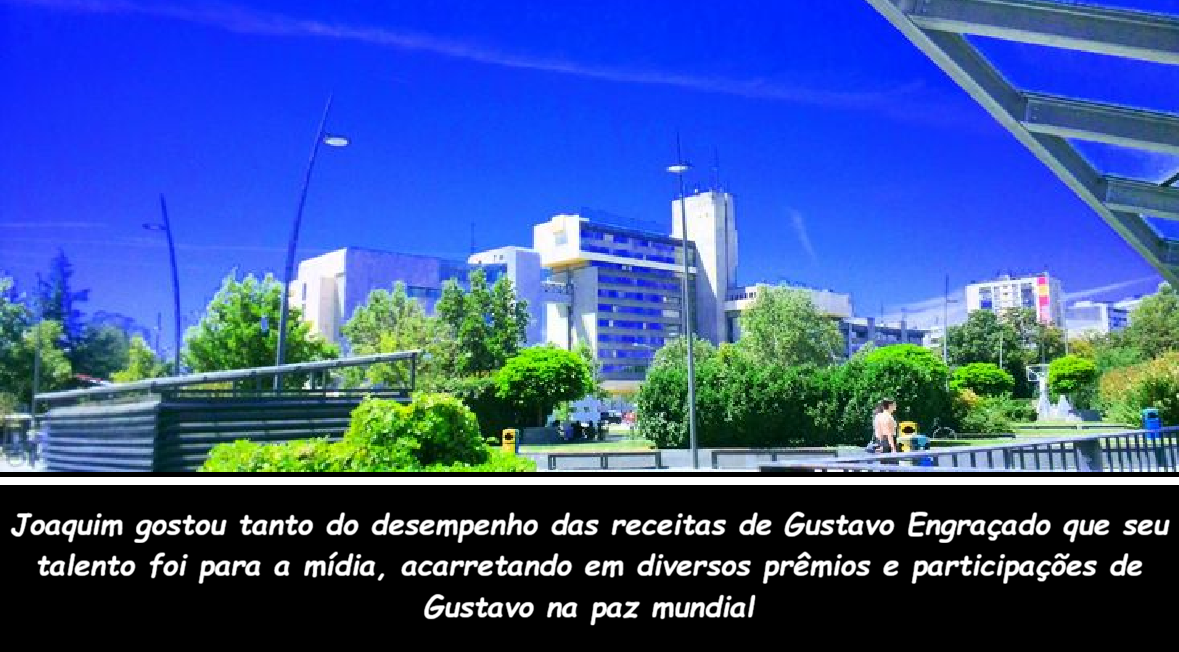 Joaquim gostou tanto do desempenho das receitas de Gustavo Engraçado que seu
talento foi para a mídia, acarretando em diversos prêmios e participações de
Gustavo na paz mundial